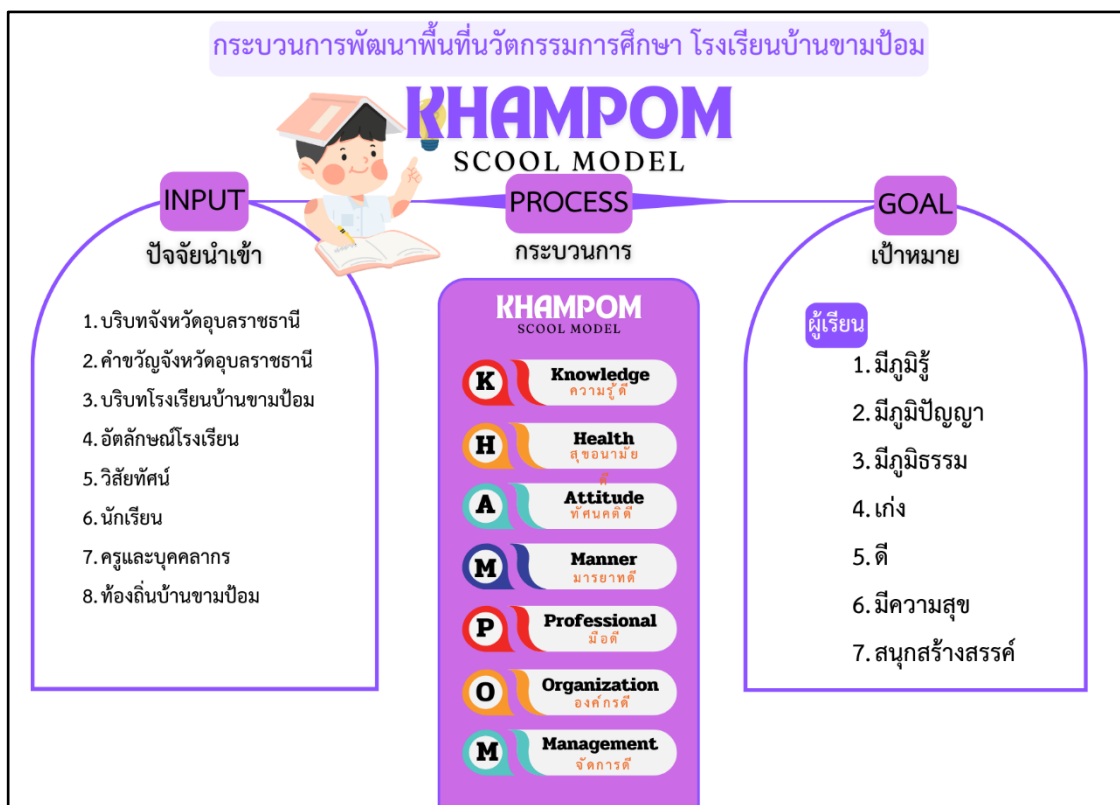 กระบวนการพัฒนาพื้นที่นวัตกรรมการศึกษา โรงเรียนบ้านขามป้อม
KHAMPOM
SCOOL MODEL
INPUT
ปัจจัยนำเข้า
1. บริบทจังหวัดอุบลราชธานี
2. คำขวัญจังหวัดอุบลราชธานี
3. บริบทโรงเรียนบ้านขามป้อม
4. อัตลักษณ์โรงเรียน
5. วิสัยทัศน์
6. นักเรียน
7. ครูและบุคคลากร
8. ท้องถิ่นบ้านขามป้อม
PROCESS
กระบวนการ
KHAMPOM
SCOOL MODEL
K Knowledge
ความรู้ดี
H Health
สุขอนามัย
ดี
A Attitude
ทัศนคติดี
M Manner
มารยาทดี
P Professional
มือดี
O Organization
องค์กรดี
M Management
จัดการดี
GOAL
เป้าหมาย
ผู้เรียน
1. มีภูมิรู้
2. มีภูมิปัญญา
3. มีภูมิธรรม
4. เก่ง
5. ดี
6. มีความสุข
7. สนุกสร้างสรรค์